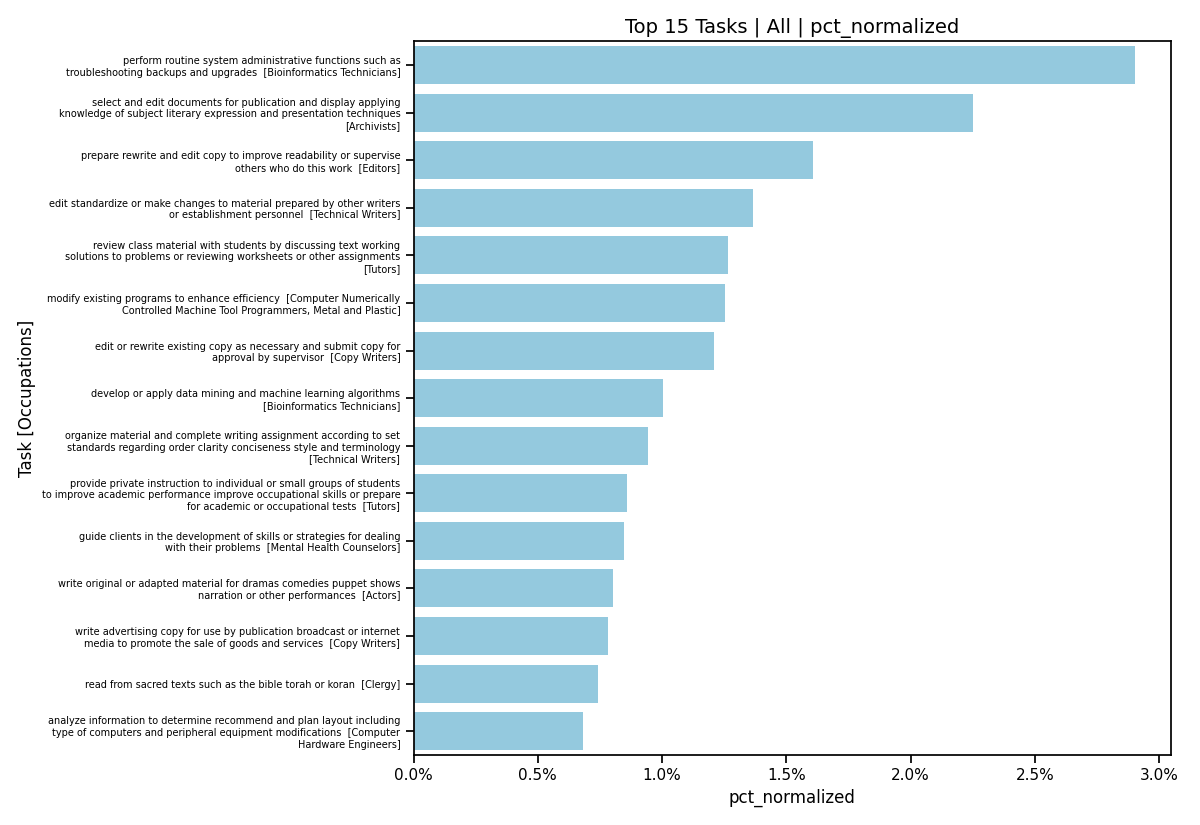 Top 15 Tasks | All | pct_normalized
perform routine system administrative functions such as
troubleshooting backups and upgrades  [Bioinformatics Technicians]
select and edit documents for publication and display applying
knowledge of subject literary expression and presentation techniques
[Archivists]
prepare rewrite and edit copy to improve readability or supervise
others who do this work  [Editors]
edit standardize or make changes to material prepared by other writers
or establishment personnel  [Technical Writers]
review class material with students by discussing text working
solutions to problems or reviewing worksheets or other assignments
[Tutors]
modify existing programs to enhance efficiency  [Computer Numerically
Controlled Machine Tool Programmers, Metal and Plastic]
edit or rewrite existing copy as necessary and submit copy for
approval by supervisor  [Copy Writers]
develop or apply data mining and machine learning algorithms
[Bioinformatics Technicians]
organize material and complete writing assignment according to set
standards regarding order clarity conciseness style and terminology
[Technical Writers]
provide private instruction to individual or small groups of students
to improve academic performance improve occupational skills or prepare
for academic or occupational tests  [Tutors]
guide clients in the development of skills or strategies for dealing
with their problems  [Mental Health Counselors]
write original or adapted material for dramas comedies puppet shows
narration or other performances  [Actors]
write advertising copy for use by publication broadcast or internet
media to promote the sale of goods and services  [Copy Writers]
read from sacred texts such as the bible torah or koran  [Clergy]
analyze information to determine recommend and plan layout including
type of computers and peripheral equipment modifications  [Computer
Hardware Engineers]
Task [Occupations]
0.0% 0.5% 1.0% 1.5% 2.0% 2.5% 3.0%
pct_normalized